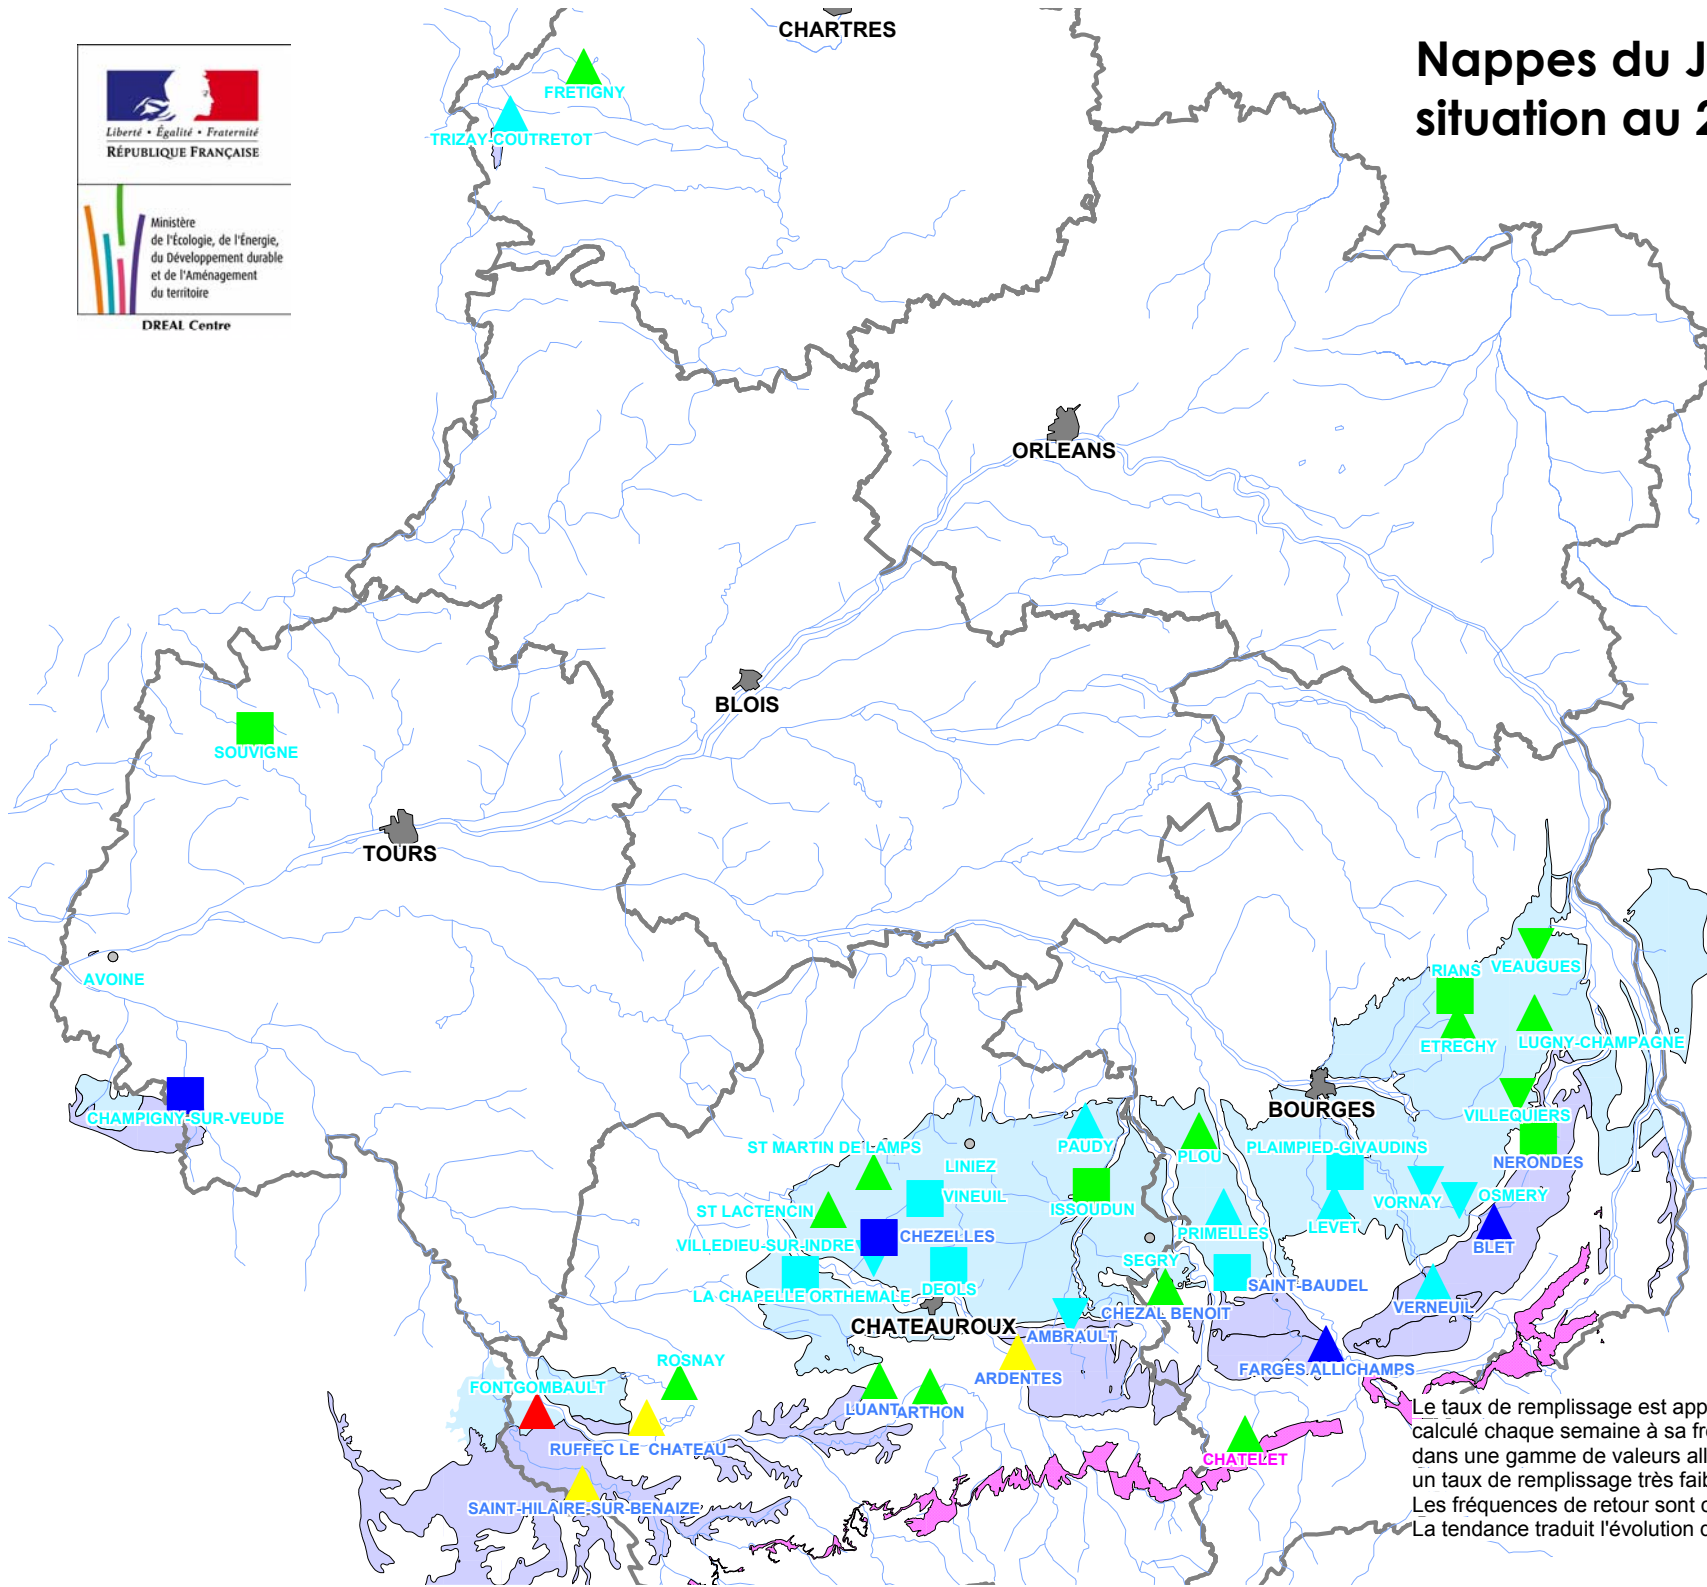 Liberté • Égalité • Fraternité
RÉPUBLIQUE FRANÇAISE
Ministère
de l'Écologie, de l'Énergie,
du Développement durable
et de l'Aménagement
du territoire
DREAL Centre
Nappes du J
situation au 2
CHARTRES
FRETIGNY
TRIZAY-COUTRETOT
ORLEANS
BLOIS
SOUVIGNE
TOURS
AVOINE
CHAMPIGNY-SUR-VEUDE
RIANS
VEAUGUES
ETRECHY
LUGNY-CHAMPAGNE
BOURGES
VILLEQUIERS
NERONDES
ST MARTIN DE LAMPS
LINIEZ
PAUDY
PLOU
PLAIMPIED-GIVAUDINS
VINEUIL
ISSOUDUN
VORNAY
OSMERY
ST LACTENCIN
PRIMELLES
LEVET
BLET
VILLEDIEU-SUR-INDRE
CHEZELLES
SEGRY
LA CHAPELLE ORTHEMALE
DEOLS
SAINT-BAUDEL
CHEZAL BENOIT
VERNEUIL
CHATEAUROUX
AMBRAULT
ROSNAY
ARDENTES
FARGES ALLICHAMPS
FONTGOMBAULT
LUANT
ARTHON
RUFFEC LE CHATEAU
CHATELET
SAINT-HILAIRE-SUR-BENAIZE
Le taux de remplissage est app
calculé chaque semaine à sa fr
dans une gamme de valeurs all
un taux de remplissage très faib
Les fréquences de retour sont c
La tendance traduit l'évolution d